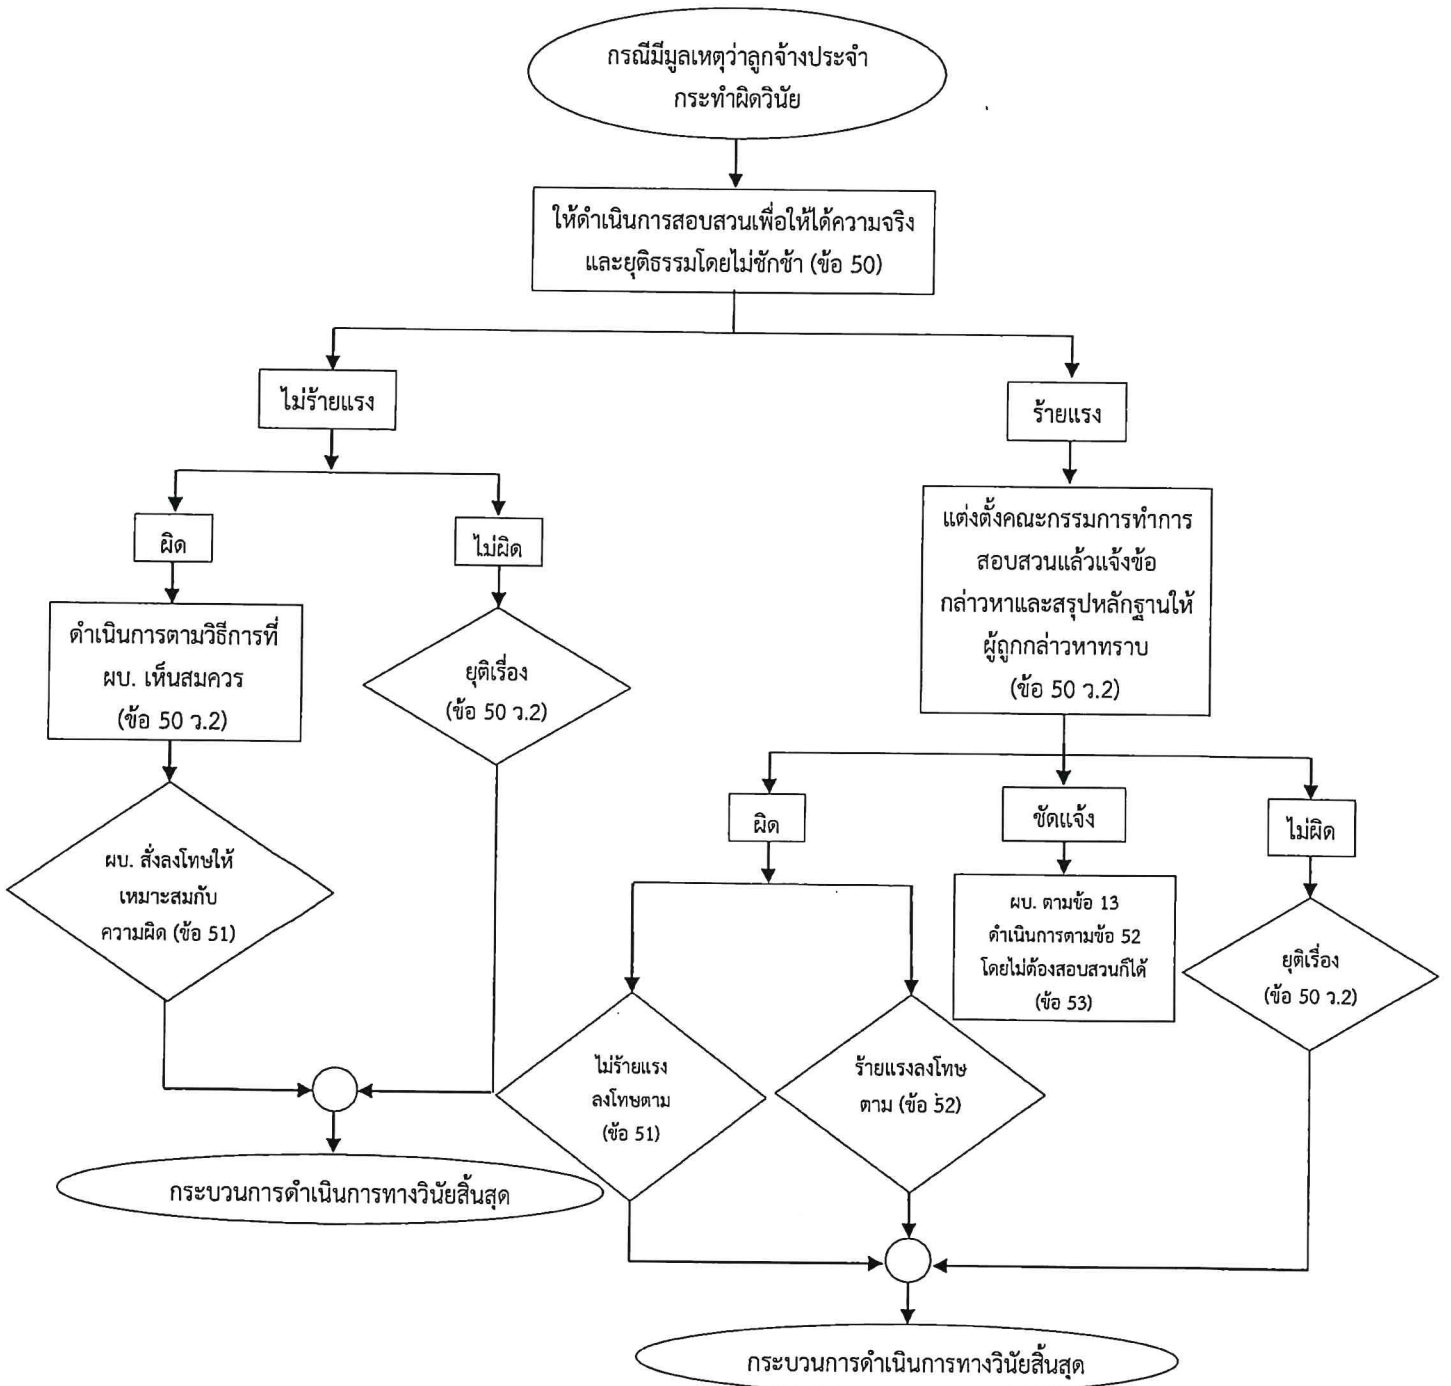 กรณีมีมูลเหตุว่าลูกจ้างประจำ
กระทำผิดวินัย
ให้ดำเนินการสอบสวนเพื่อให้ได้ความจริง
และยุติธรรมโดยไม่ชักช้า (ข้อ 50)
ไม่ร้ายแรง
ร้ายแรง
ผิด
ไม่ผิด
ดำเนินการตามวิธีการที่
ผบ. เห็นสมควร
(ข้อ 50 ว.2)
ยุติเรื่อง
(ข้อ 50 ว.2)
แต่งตั้งคณะกรรมการทำการ
สอบสวนแล้วแจ้งข้อ
กล่าวหาและสรุปหลักฐานให้
ผู้ถูกกล่าวหาทราบ
(ข้อ 50 ว.2)
ผบ. สั่งลงโทษให้
เหมาะสมกับ
ความผิด (ข้อ 51)
ผิด
ชัดแจ้ง
ไม่ผิด
ผบ. ตามข้อ 13
ดำเนินการตามข้อ 52
โดยไม่ต้องสอบสวนก็ได้
(ข้อ 53)
ยุติเรื่อง
(ข้อ 50 ว.2)
ไม่ร้ายแรง
ลงโทษตาม
(ข้อ 51)
ร้ายแรงลงโทษ
ตาม (ข้อ 52)
กระบวนการดำเนินการทางวินัยสิ้นสุด
กระบวนการดำเนินการทางวินัยสิ้นสุด